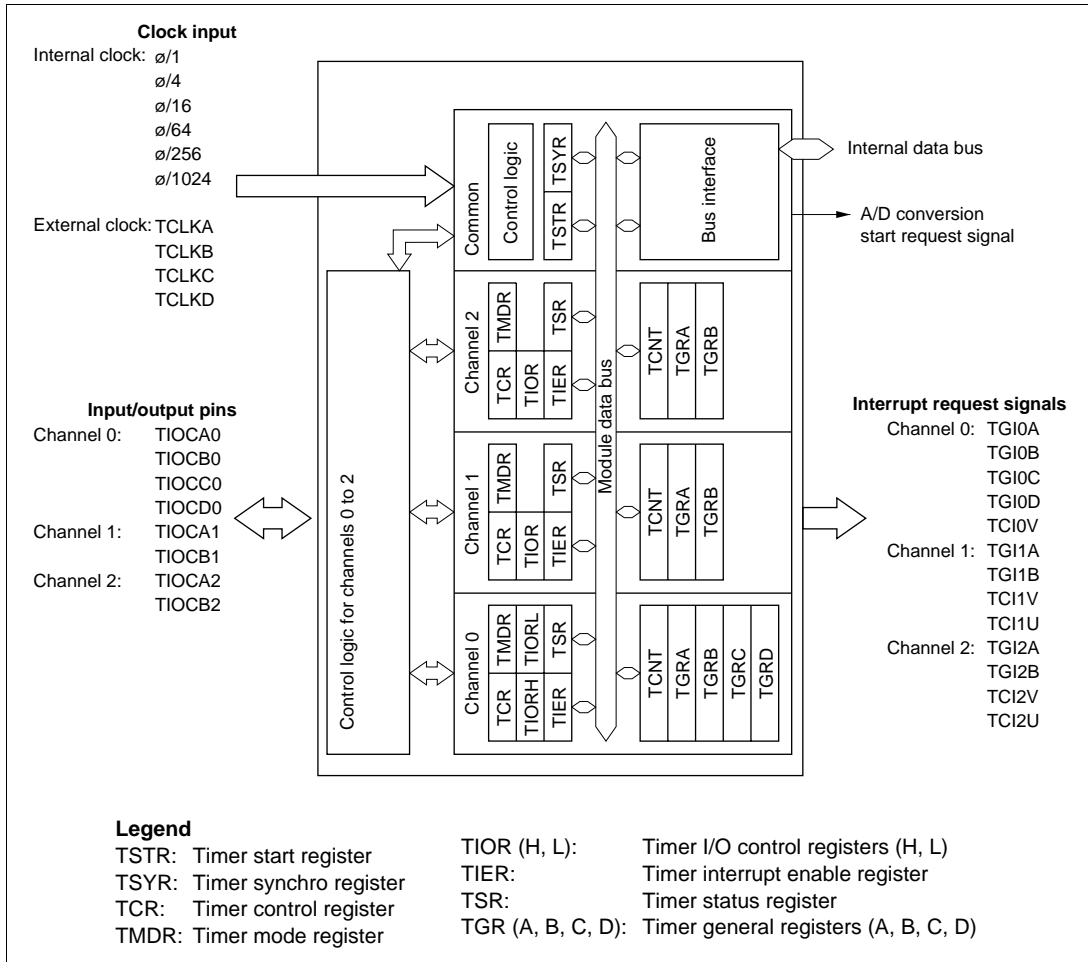 Clock input
Internal clock: ø/1
ø/4
ø/16
ø/64
ø/256
ø/1024
External clock: TCLKA
TCLKB
TCLKC
TCLKD
Input/output pins
Channel 0: TIOCA0
TIOCB0
TIOCC0
TIOCD0
Channel 1: TIOCA1
TIOCB1
Channel 2: TIOCA2
TIOCB2
Control logic for channels 0 to 2
Common
Control logic
TSTR TSYR
Bus interface
Channel 2
TCR TMDR
TIOR
TIER TSR
TCNT
TGRA
TGRB
Channel 1
TCR TMDR
TIOR
TIER TSR
TCNT
TGRA
TGRB
Channel 0
TCR TMDR
TIORH TIORL
TIER TSR
TCNT
TGRA
TGRB
TGRC
TGRD
Module data bus
Internal data bus
A/D conversion
start request signal
Interrupt request signals
Channel 0: TGI0A
TGI0B
TGI0C
TGI0D
TCI0V
Channel 1: TGI1A
TGI1B
TCI1V
TCI1U
Channel 2: TGI2A
TGI2B
TCI2V
TCI2U
Legend
TSTR: Timer start register
TSYR: Timer synchro register
TCR: Timer control register
TMDR: Timer mode register
TIOR (H, L): Timer I/O control registers (H, L)
TIER: Timer interrupt enable register
TSR: Timer status register
TGR (A, B, C, D): Timer general registers (A, B, C, D)